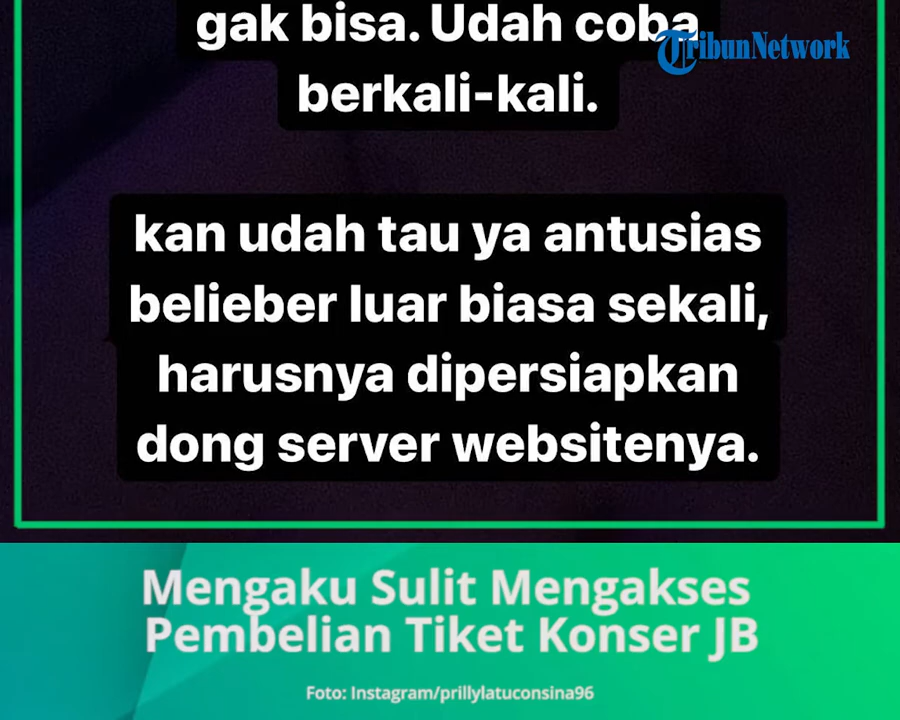 gak bisa. Udah coba
TribunNetwork
berkali-kali.
kan udah tau ya antusias
belieber luar biasa sekali,
harusnya dipersiapkan
dong server websitenya.
Mengaku Sulit Mengakses
Pembelian Tiket Konser JB
Foto: Instagram/prillylatuconsina96